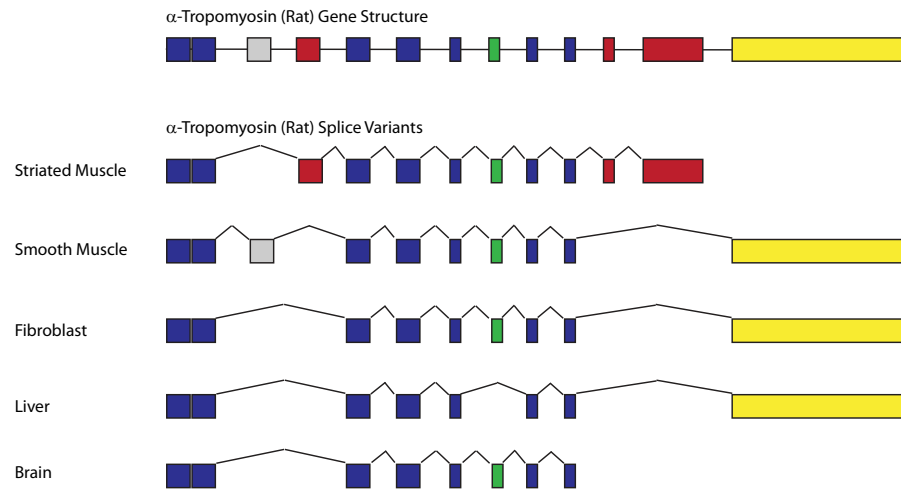 α-Tropomyosin (Rat) Gene Structure
α-Tropomyosin (Rat) Splice Variants
Striated Muscle
Smooth Muscle
Fibroblast
Liver
Brain